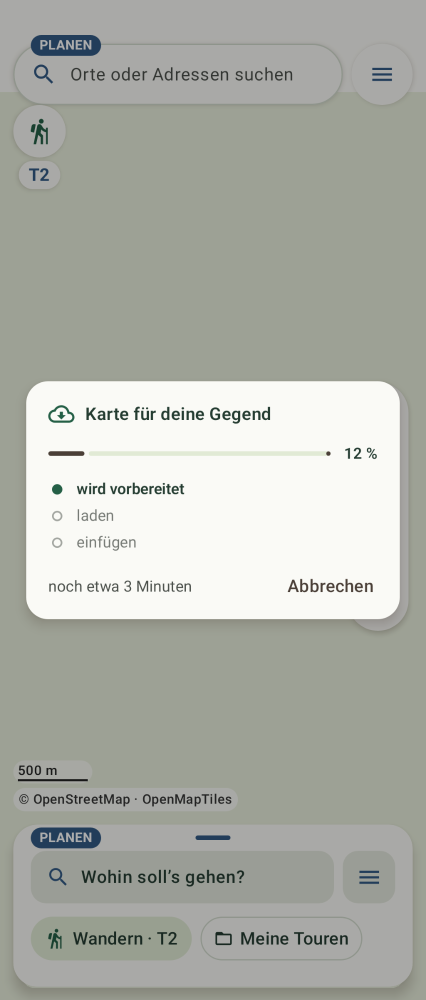 PLANEN
Orte oder Adressen suchen
T2
Karte für deine Gegend
12 %
wird vorbereitet
laden
einfügen
noch etwa 3 Minuten
Abbrechen
500 m
© OpenStreetMap · OpenMapTiles
PLANEN
Wohin soll’s gehen?
Wandern · T2
Meine Touren